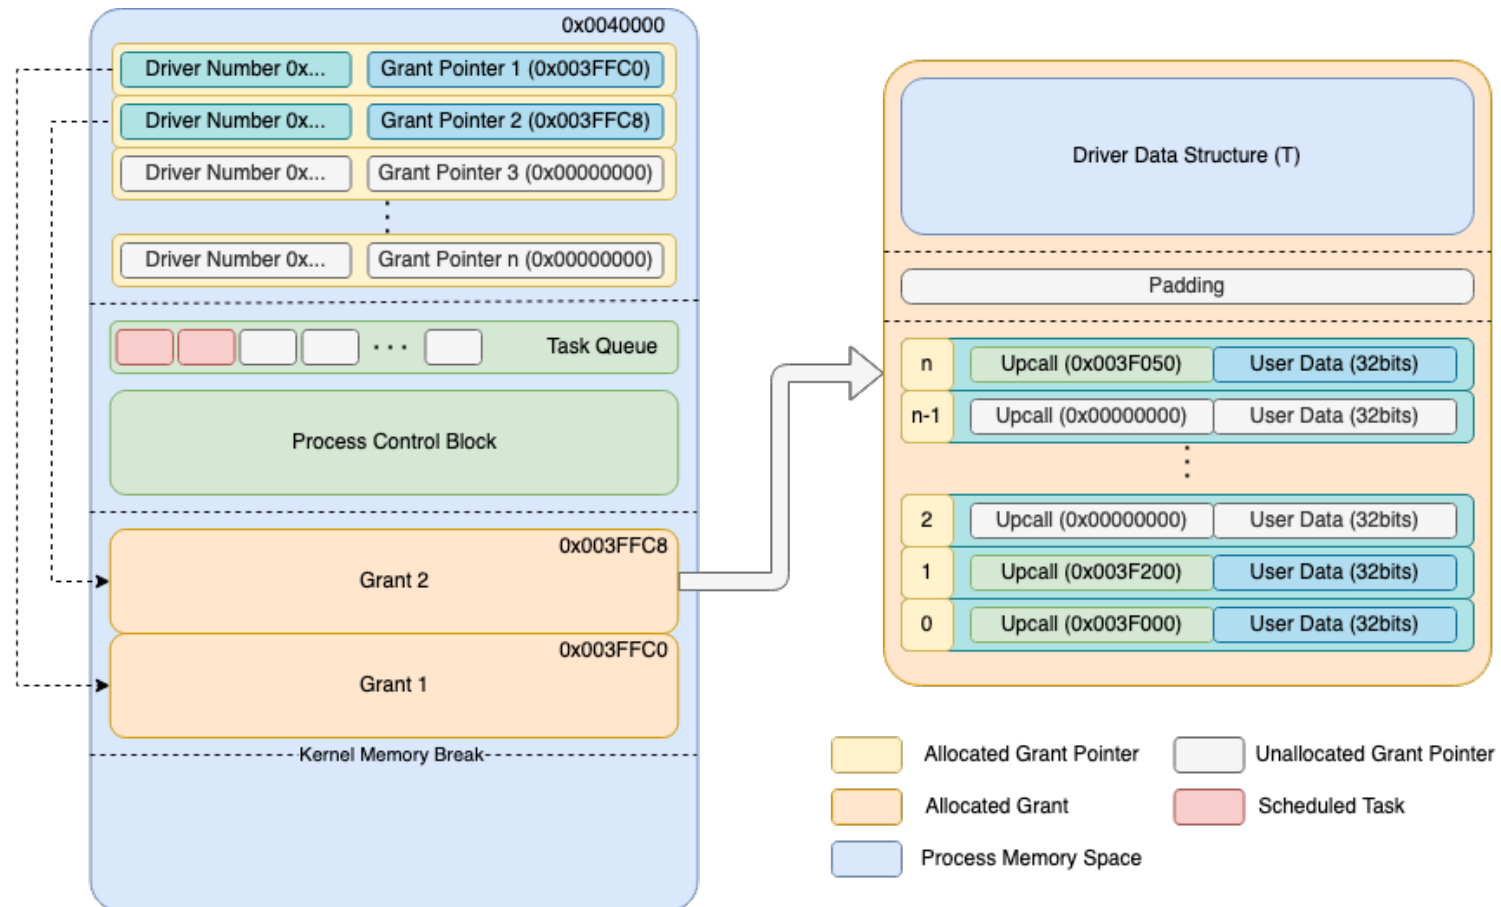 0x0040000
Driver Number 0x... Grant Pointer 1 (0x003FFC0)
Driver Number 0x... Grant Pointer 2 (0x003FFC8)
Driver Number 0x... Grant Pointer 3 (0x00000000)
Driver Number 0x... Grant Pointer n (0x00000000)
Task Queue
Process Control Block
0x003FFC8
Grant 2
0x003FFC0
Grant 1
Kernel Memory Break
Driver Data Structure (T)
Padding
n Upcall (0x003F050) User Data (32bits)
n-1 Upcall (0x00000000) User Data (32bits)
2 Upcall (0x00000000) User Data (32bits)
1 Upcall (0x003F200) User Data (32bits)
0 Upcall (0x003F000) User Data (32bits)
Allocated Grant Pointer
Unallocated Grant Pointer
Allocated Grant
Scheduled Task
Process Memory Space